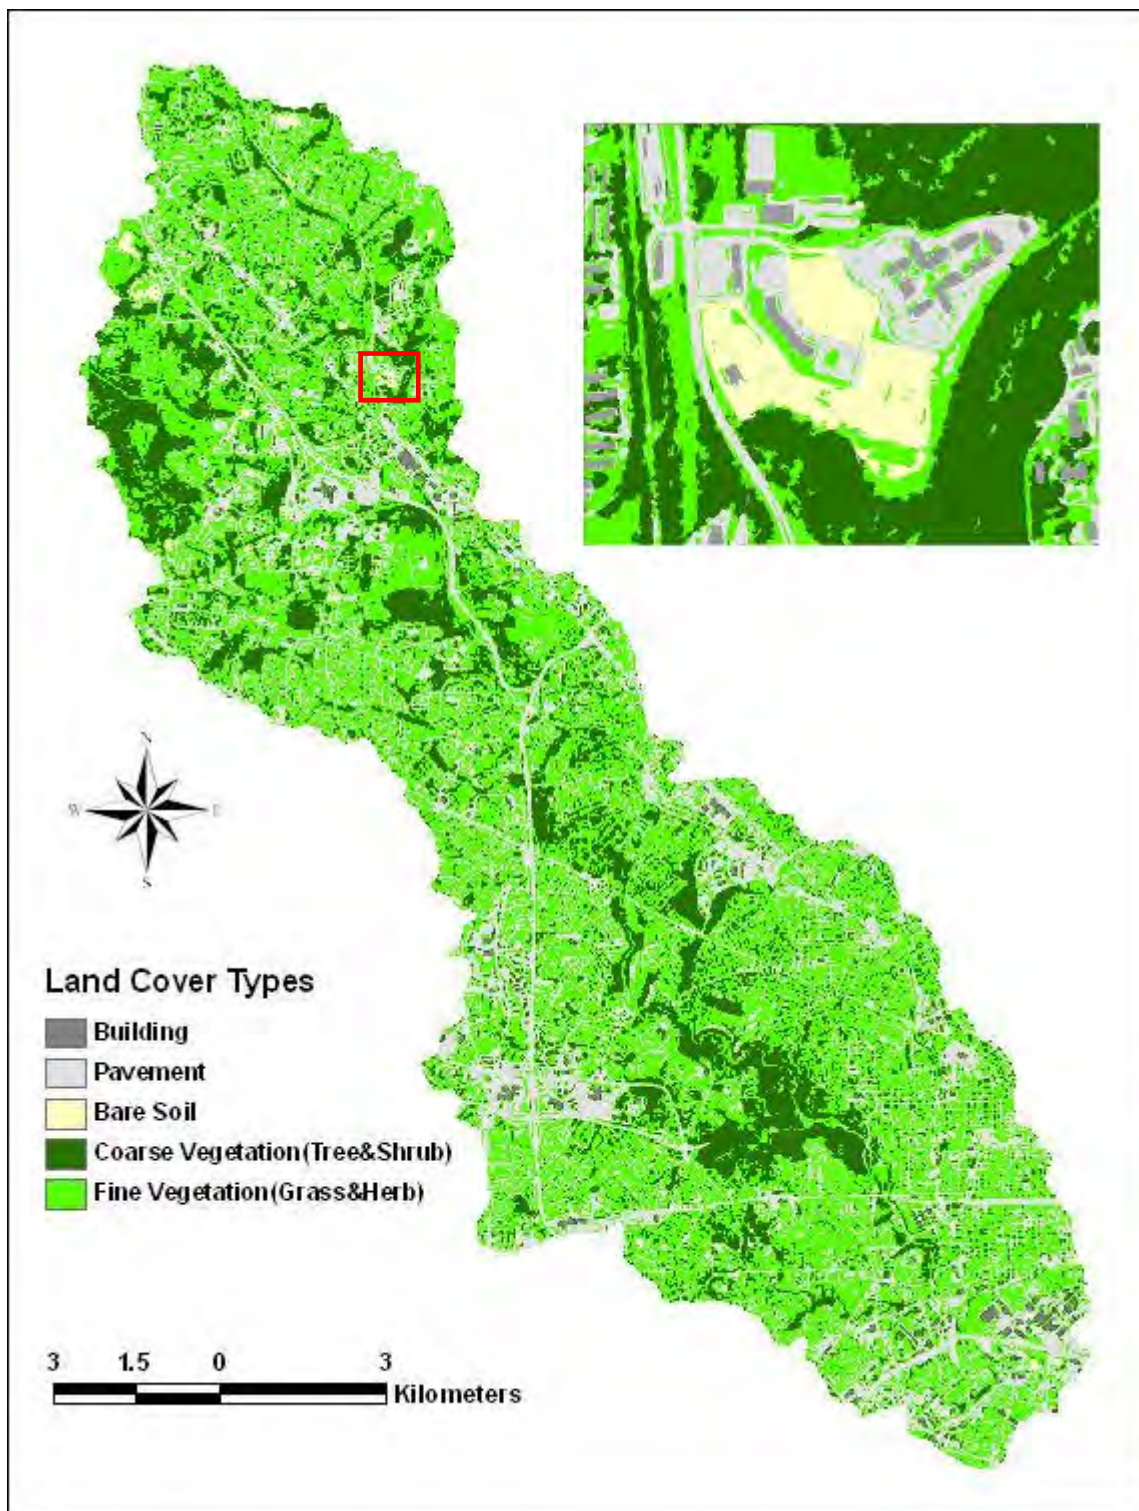 N
W E
S
Land Cover Types
Building
Pavement
Bare Soil
Coarse Vegetation(Tree&Shrub)
Fine Vegetation(Grass&Herb)
3 1.5 0 3
Kilometers